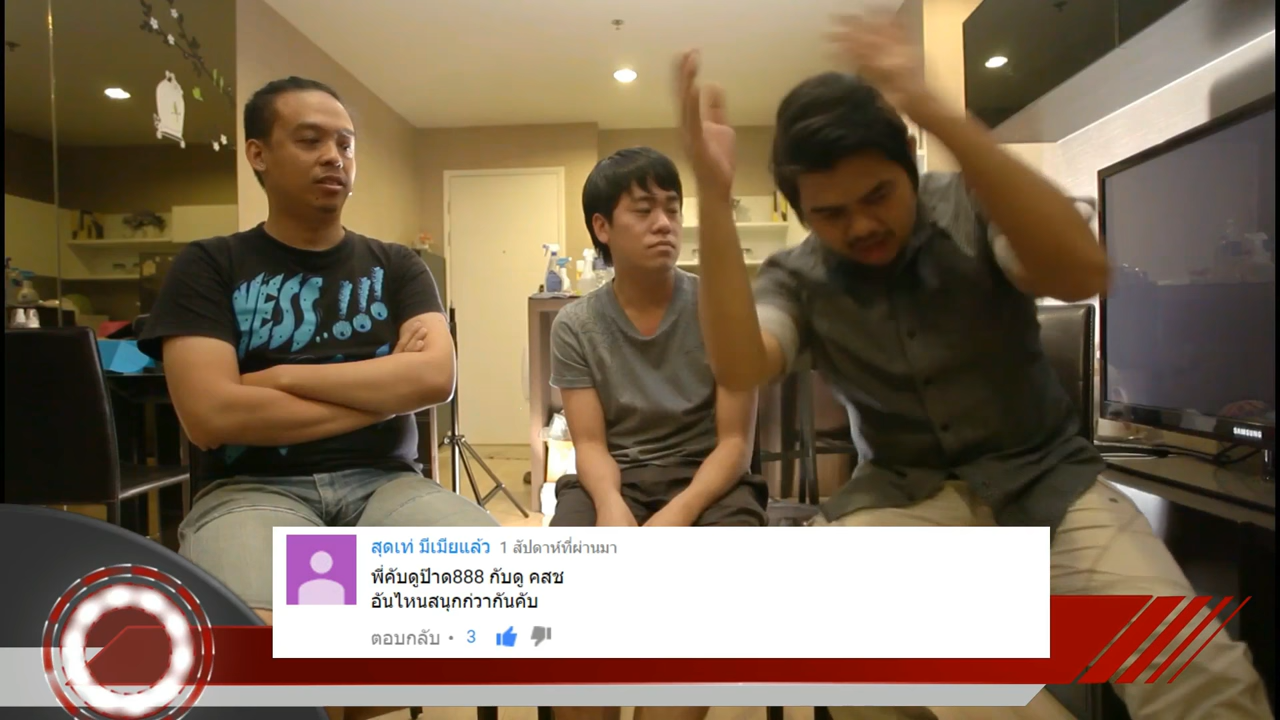 NESS..!!!
SAMSUNG
สุดเท่ มีเมียแล้ว 1 สัปดาห์ที่ผ่านมา
พี่คับดูป๊าด888 กับดู คสช
อันไหนสนุกก่วากันคับ
ตอบกลับ • 3